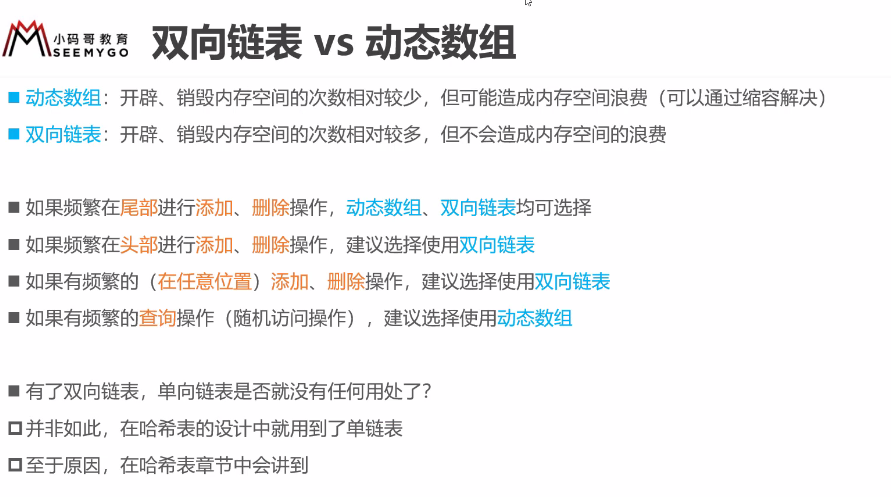 小码哥教育
SEEMYGO
双向链表 vs 动态数组
动态数组：开辟、销毁内存空间的次数相对较少，但可能造成内存空间浪费（可以通过缩容解决）
双向链表：开辟、销毁内存空间的次数相对较多，但不会造成内存空间的浪费
如果频繁在尾部进行添加、删除操作，动态数组、双向链表均可选择
如果频繁在头部进行添加、删除操作，建议选择使用双向链表
如果有频繁的（在任意位置）添加、删除操作，建议选择使用双向链表
如果有频繁的查询操作（随机访问操作），建议选择使用动态数组
有了双向链表，单向链表是否就没有任何用处了？
并非如此，在哈希表的设计中就用到了单链表
至于原因，在哈希表章节中会讲到